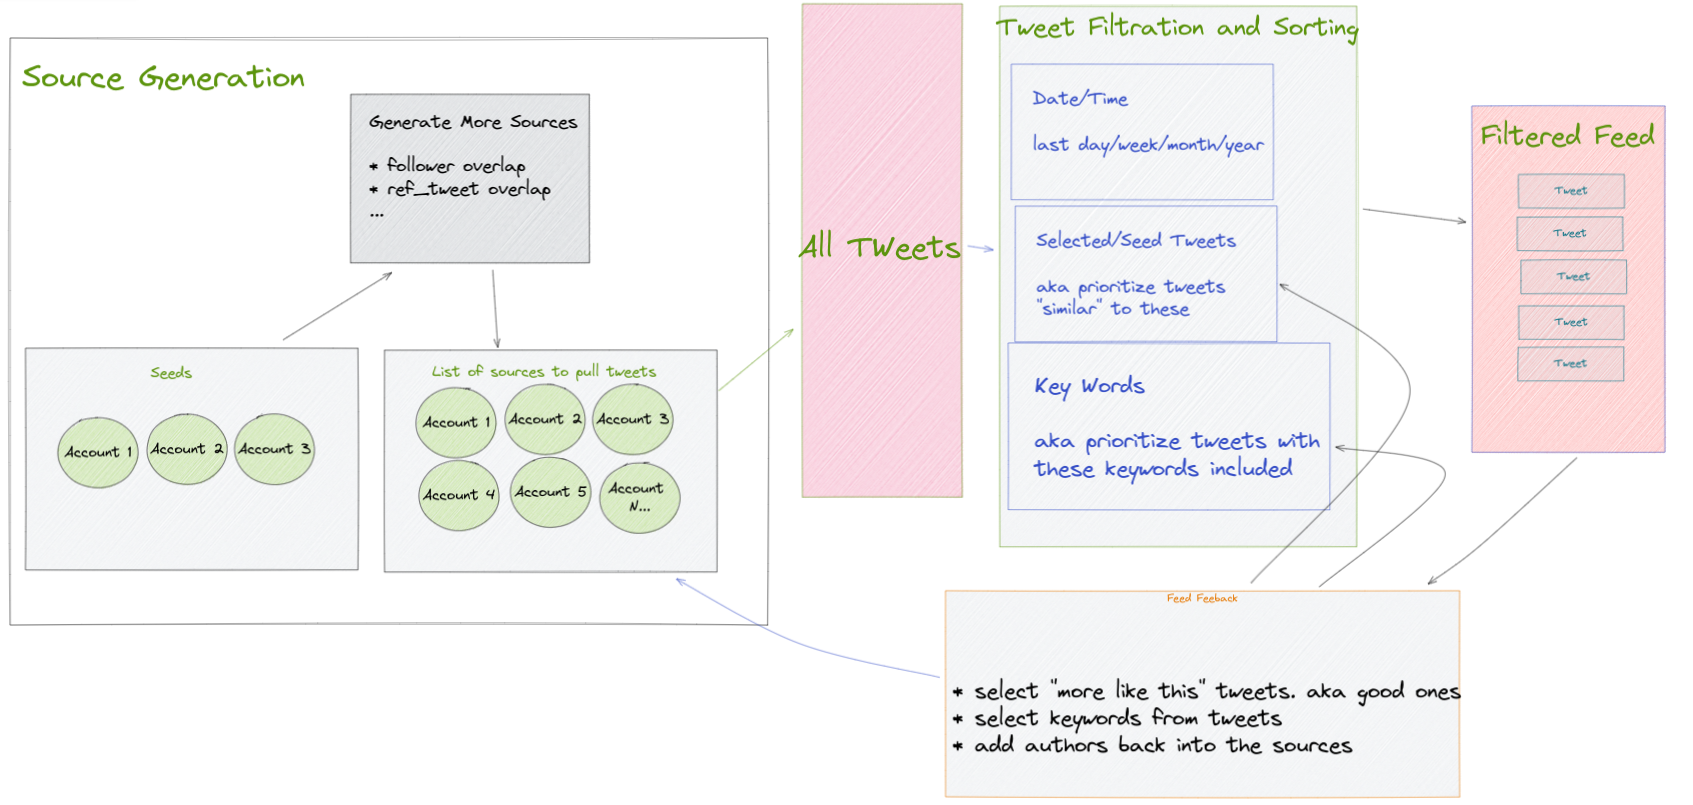 Source Generation
Generate More Sources
* follower overlap
* ref_tweet overlap
...
Seeds
Account 1
Account 2
Account 3
List of sources to pull tweets
Account 1
Account 2
Account 3
Account 4
Account 5
Account
N...
All TWeets
Tweet Filtration and Sorting
Date/Time
last day/week/month/year
Selected/Seed Tweets
aka prioritize tweets
"similar" to these
Key Words
aka prioritize tweets with
these keywords included
Filtered Feed
Tweet
Tweet
Tweet
Tweet
Tweet
Feed Feeback
* select "more like this" tweets. aka good ones
* select keywords from tweets
* add authors back into the sources